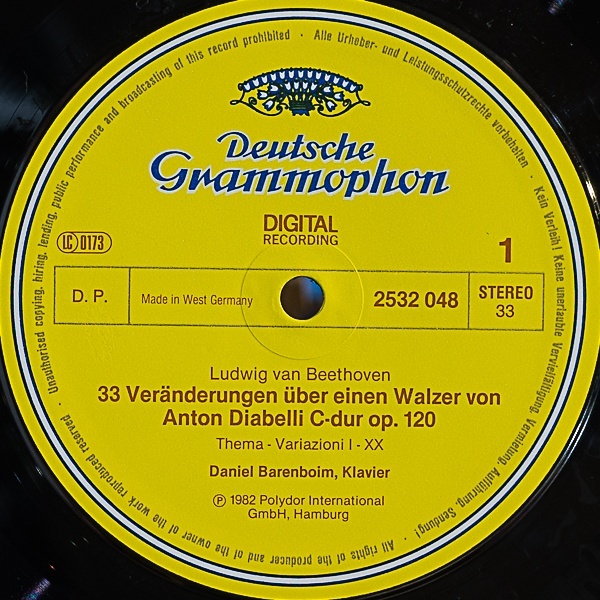 Deutsche
Grammophon
DIGITAL
RECORDING
LC 0173
1
D. P.
Made in West Germany
2532 048
STEREO
33
Ludwig van Beethoven
33 Veränderungen über einen Walzer von
Anton Diabelli C-dur op. 120
Thema - Variazioni I - XX
Daniel Barenboim, Klavier
Ⓟ 1982 Polydor International
GmbH, Hamburg
Alle Urheber- und Leistungsschutzrechte vorbehalten · Kein Verleih! Keine unerlaubte Vervielfältigung, Vermietung, Aufführung, Sendung! · All rights of the producer and of the owner of the work reproduced reserved · Unauthorised copying, hiring, lending, public performance and broadcasting of this record prohibited ·